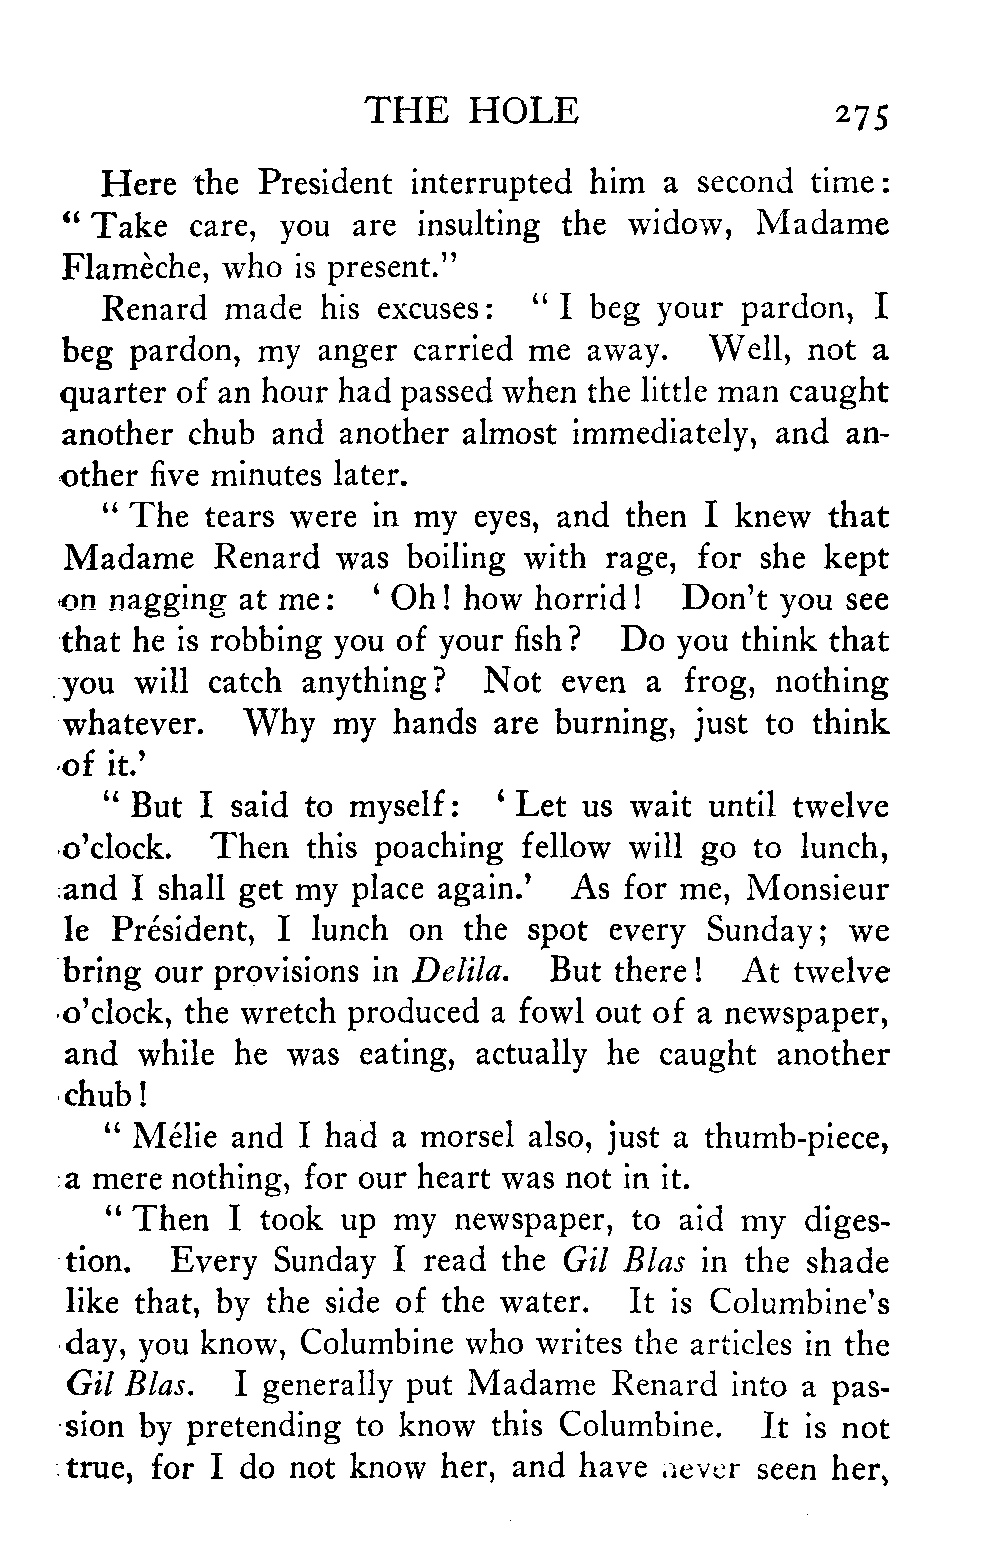 THE HOLE 275
Here the President interrupted him a second time:
“ Take care, you are insulting the widow, Madame
Flamèche, who is present.”
Renard made his excuses: “ I beg your pardon, I
beg pardon, my anger carried me away. Well, not a
quarter of an hour had passed when the little man caught
another chub and another almost immediately, and an-
other five minutes later.
“ The tears were in my eyes, and then I knew that
Madame Renard was boiling with rage, for she kept
on nagging at me: ‘ Oh! how horrid! Don’t you see
that he is robbing you of your fish? Do you think that
you will catch anything? Not even a frog, nothing
whatever. Why my hands are burning, just to think
of it.’
“ But I said to myself: ‘ Let us wait until twelve
o’clock. Then this poaching fellow will go to lunch,
and I shall get my place again.’ As for me, Monsieur
le Président, I lunch on the spot every Sunday; we
bring our provisions in Delila. But there! At twelve
o’clock, the wretch produced a fowl out of a newspaper,
and while he was eating, actually he caught another
chub!
“ Mélie and I had a morsel also, just a thumb-piece,
a mere nothing, for our heart was not in it.
“ Then I took up my newspaper, to aid my diges-
tion. Every Sunday I read the Gil Blas in the shade
like that, by the side of the water. It is Columbine’s
day, you know, Columbine who writes the articles in the
Gil Blas. I generally put Madame Renard into a pas-
sion by pretending to know this Columbine. It is not
true, for I do not know her, and have never seen her,